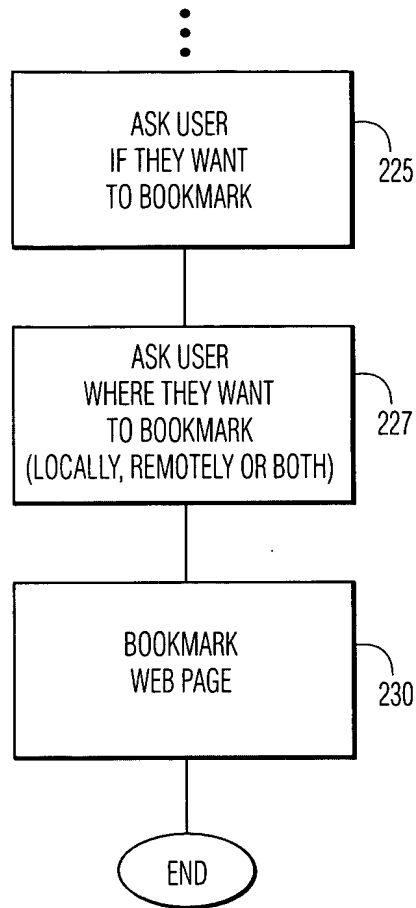 ASK USER
IF THEY WANT
TO BOOKMARK
225
ASK USER
WHERE THEY WANT
TO BOOKMARK
(LOCALLY, REMOTELY OR BOTH)
227
BOOKMARK
WEB PAGE
230
END